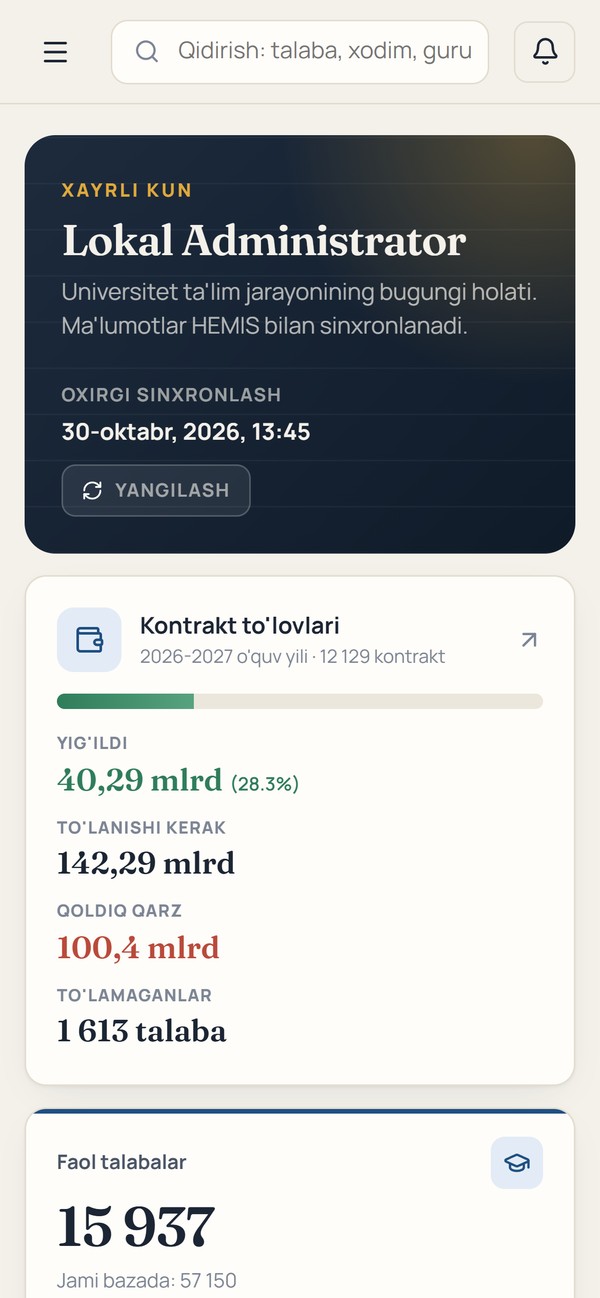 Qidirish: talaba, xodim, guru
XAYRLI KUN
Lokal Administrator
Universitet ta'lim jarayonining bugungi holati.
Ma'lumotlar HEMIS bilan sinxronlanadi.
OXIRGI SINXRONLASH
30-oktabr, 2026, 13:45
YANGILASH
Kontrakt to'lovlari
2026-2027 o'quv yili · 12 129 kontrakt
YIG'ILDI
40,29 mlrd (28.3%)
TO'LANISHI KERAK
142,29 mlrd
QOLDIQ QARZ
100,4 mlrd
TO'LAMAGANLAR
1 613 talaba
Faol talabalar
15 937
Jami bazada: 57 150